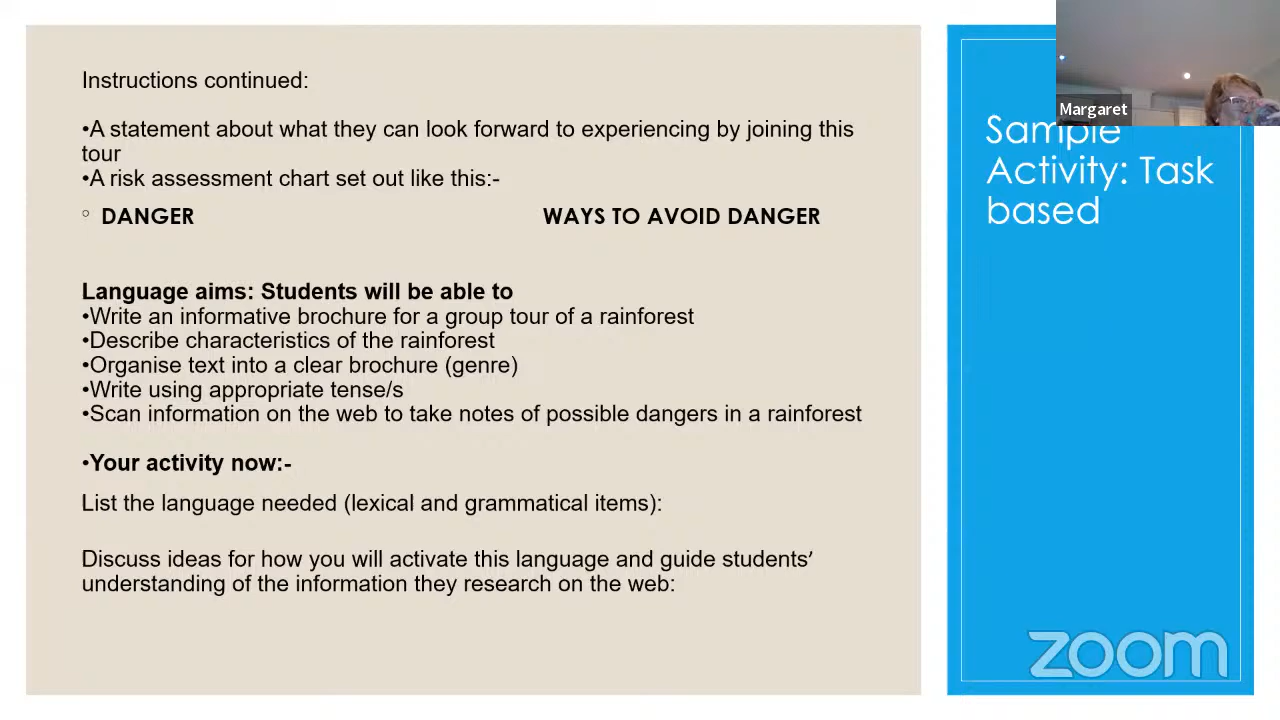 Instructions continued:
•A statement about what they can look forward to experiencing by joining this
tour
•A risk assessment chart set out like this:-
◦ DANGER WAYS TO AVOID DANGER
Language aims: Students will be able to
•Write an informative brochure for a group tour of a rainforest
•Describe characteristics of the rainforest
•Organise text into a clear brochure (genre)
•Write using appropriate tense/s
•Scan information on the web to take notes of possible dangers in a rainforest
•Your activity now:-
List the language needed (lexical and grammatical items):
Discuss ideas for how you will activate this language and guide students’
understanding of the information they research on the web:
Margaret
Sample
Activity: Task
based
zoom